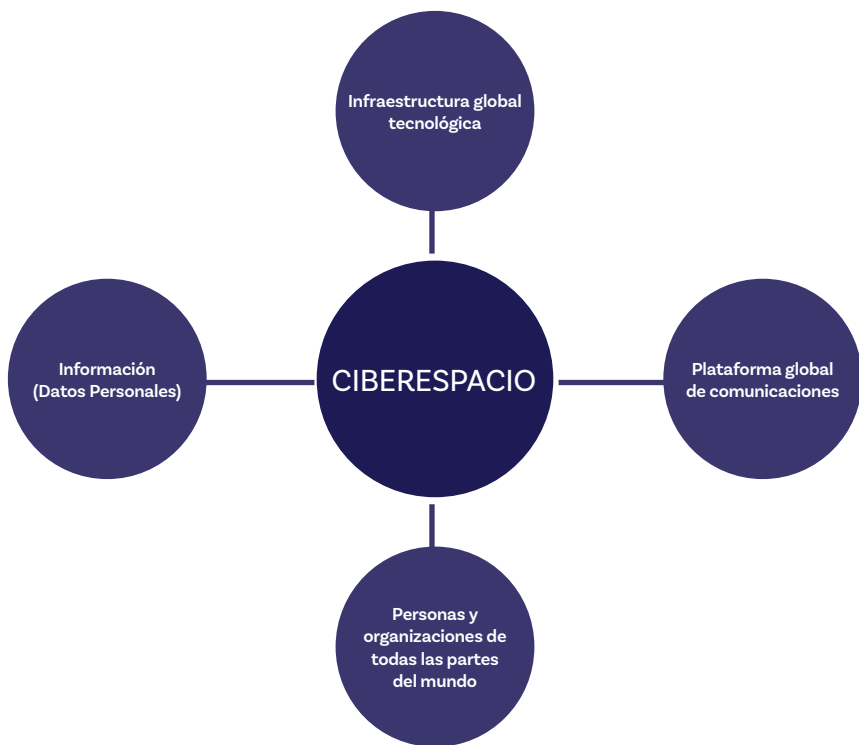 Infraestructura global
tecnológica
Información
(Datos Personales)
CIBERESPACIO
Plataforma global
de comunicaciones
Personas y
organizaciones de
todas las partes
del mundo